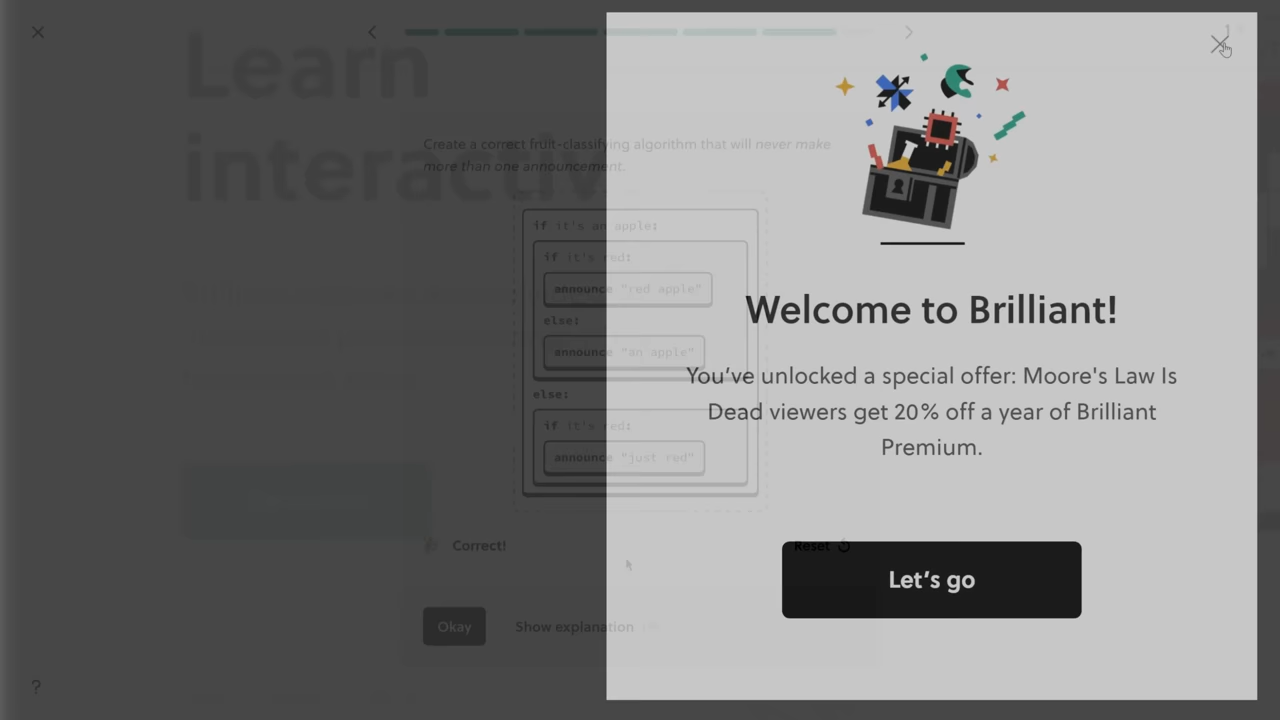 Learn
interactiv
Create a correct fruit-classifying algorithm that will never make
more than one announcement.
if it's an apple:
if it's red:
announce "red apple"
else:
announce "an apple"
else:
if it's red:
announce "just red"
Correct!
Reset
Okay
Show explanation
?
Welcome to Brilliant!
You've unlocked a special offer: Moore's Law Is
Dead viewers get 20% off a year of Brilliant
Premium.
Let's go